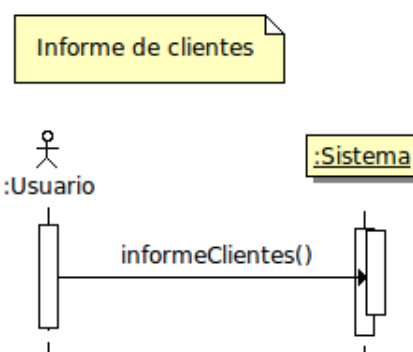 Informe de clientes
:Usuario
:Sistema
informeClientes()